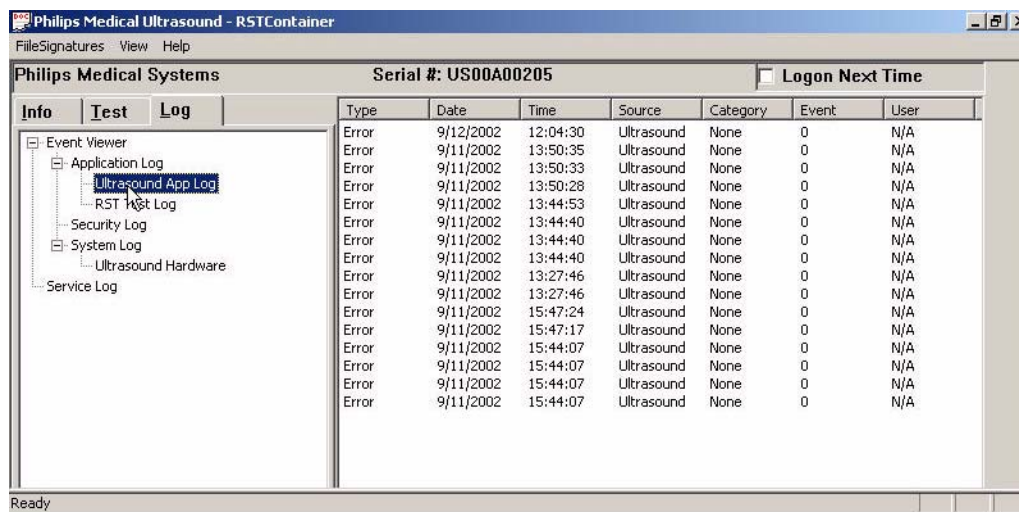 Philips Medical Ultrasound - RSTContainer
FiileSignatures View Help
Philips Medical Systems Serial #: US00A00205 Logon Next Time
Info Test Log
Event Viewer
Application Log
Ultrasound App Log
RST Test Log
Security Log
System Log
Ultrasound Hardware
Service Log
Type Date Time Source Category Event User
Error 9/12/2002 12:04:30 Ultrasound None 0 N/A
Error 9/11/2002 13:50:35 Ultrasound None 0 N/A
Error 9/11/2002 13:50:33 Ultrasound None 0 N/A
Error 9/11/2002 13:50:28 Ultrasound None 0 N/A
Error 9/11/2002 13:44:53 Ultrasound None 0 N/A
Error 9/11/2002 13:44:40 Ultrasound None 0 N/A
Error 9/11/2002 13:44:40 Ultrasound None 0 N/A
Error 9/11/2002 13:44:40 Ultrasound None 0 N/A
Error 9/11/2002 13:27:46 Ultrasound None 0 N/A
Error 9/11/2002 13:27:46 Ultrasound None 0 N/A
Error 9/11/2002 15:47:24 Ultrasound None 0 N/A
Error 9/11/2002 15:47:17 Ultrasound None 0 N/A
Error 9/11/2002 15:44:07 Ultrasound None 0 N/A
Error 9/11/2002 15:44:07 Ultrasound None 0 N/A
Error 9/11/2002 15:44:07 Ultrasound None 0 N/A
Error 9/11/2002 15:44:07 Ultrasound None 0 N/A
Ready